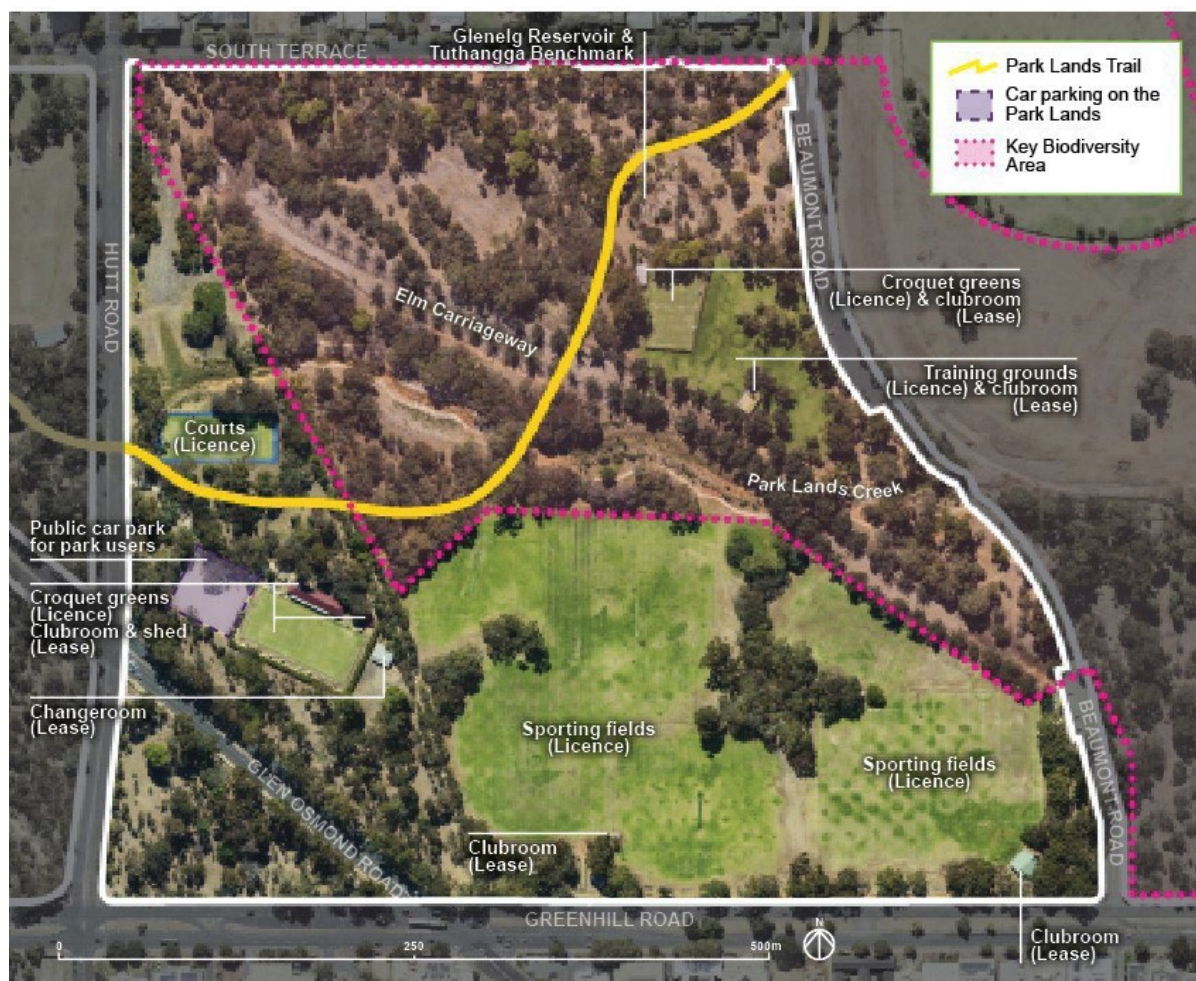 SOUTH TERRACE
Glenelg Reservoir &
Tuthangga Benchmark
Park Lands Trail
Car parking on the
Park Lands
Key Biodiversity
Area
BEAUMONT ROAD
HUTT ROAD
Elm Carriageway
Croquet greens
(Licence) & clubroom
(Lease)
Training grounds
(Licence) & clubroom
(Lease)
Courts
(Licence)
Park Lands Creek
Public car park
for park users
Croquet greens
(Licence)
Clubroom & shed
(Lease)
Changeroom
(Lease)
Sporting fields
(Licence)
Sporting fields
(Licence)
BEAUMONT ROAD
GLEN OSMOND ROAD
Clubroom
(Lease)
GREENHILL ROAD
0 250 500m
N
Clubroom
(Lease)